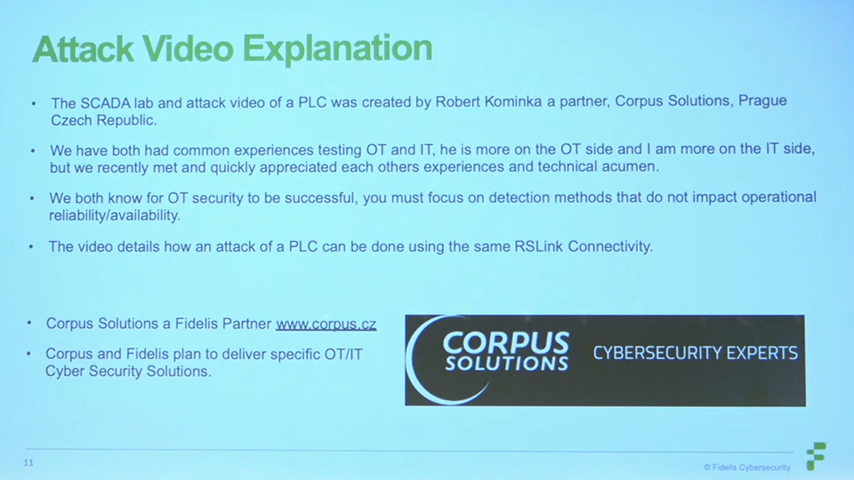 Attack Video Explanation
• The SCADA lab and attack video of a PLC was created by Robert Kominka a partner, Corpus Solutions, Prague
Czech Republic.
• We have both had common experiences testing OT and IT, he is more on the OT side and I am more on the IT side,
but we recently met and quickly appreciated each others experiences and technical acumen.
• We both know for OT security to be successful, you must focus on detection methods that do not impact operational
reliability/availability.
• The video details how an attack of a PLC can be done using the same RSLink Connectivity.
• Corpus Solutions a Fidelis Partner www.corpus.cz
• Corpus and Fidelis plan to deliver specific OT/IT
Cyber Security Solutions.
CORPUS
SOLUTIONS
CYBERSECURITY EXPERTS
11
© Fidelis Cybersecurity